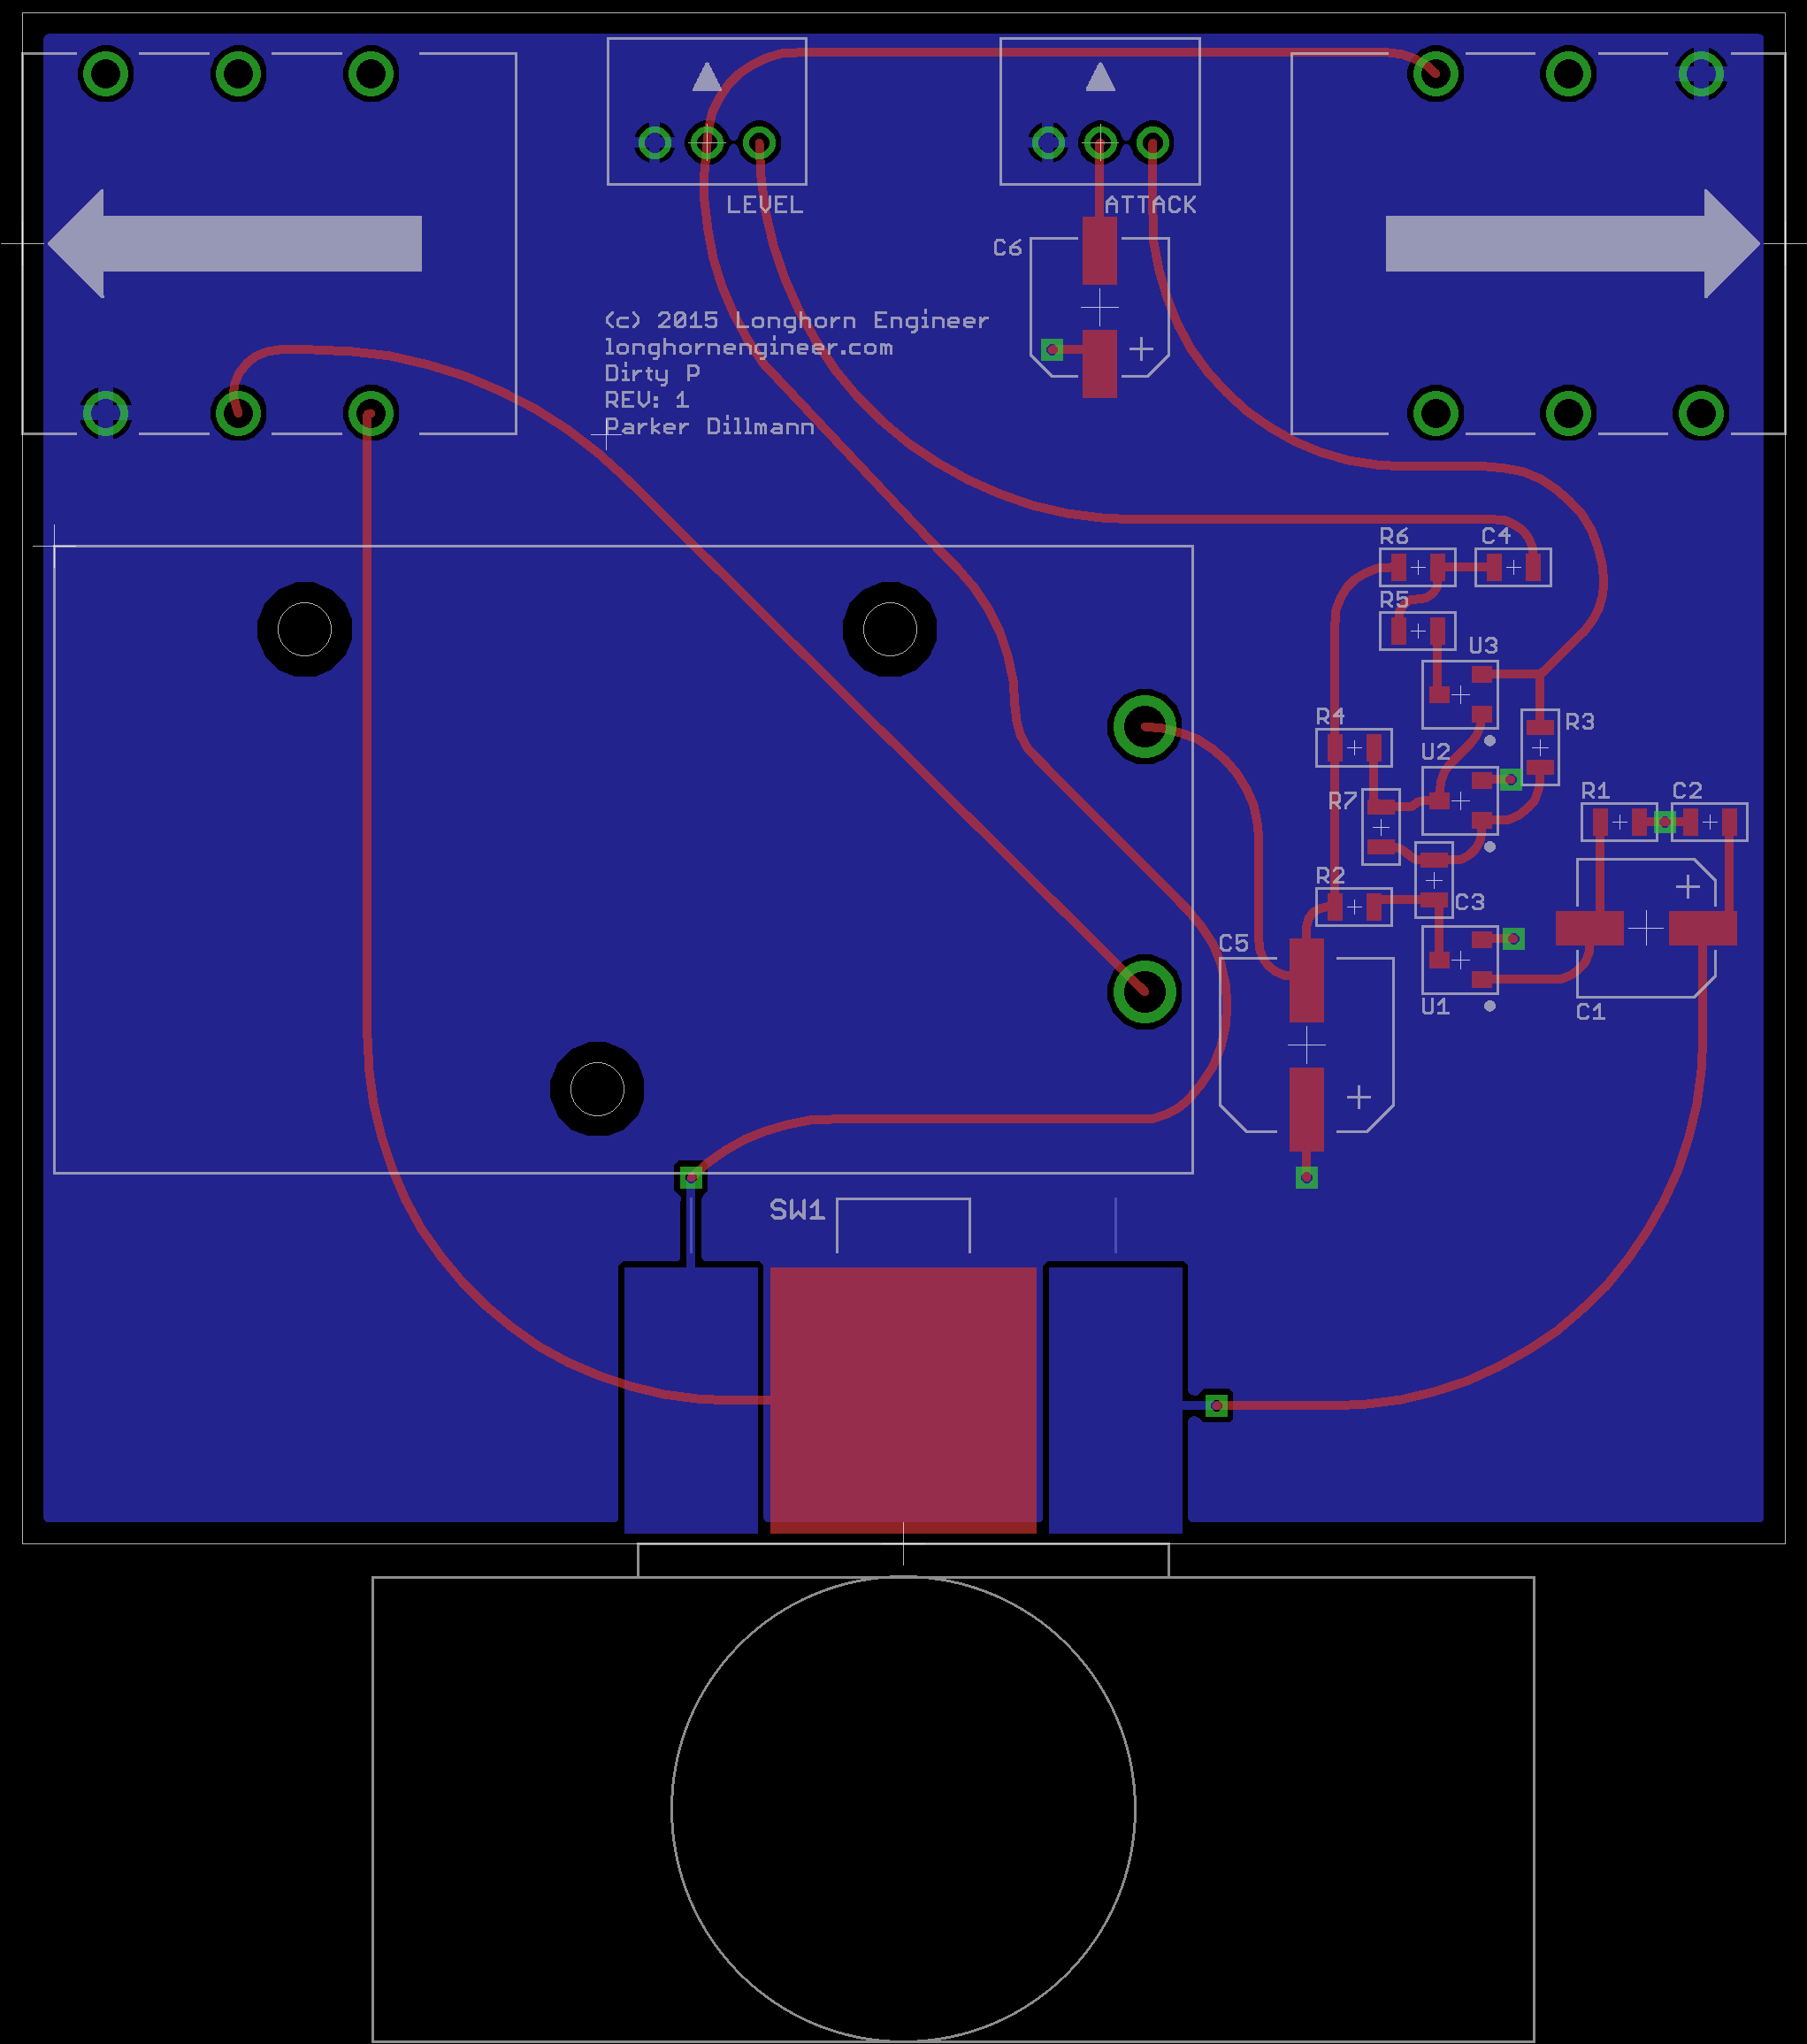 LEVEL
ATTACK
C6
(c) 2015 Longhorn Engineer
longhornengineer.com
Dirty P
REV: 1
Parker Dillmann
R6
C4
R5
U3
R4
R3
U2
R7
R1
C2
R2
C3
C5
U1
C1
SW1